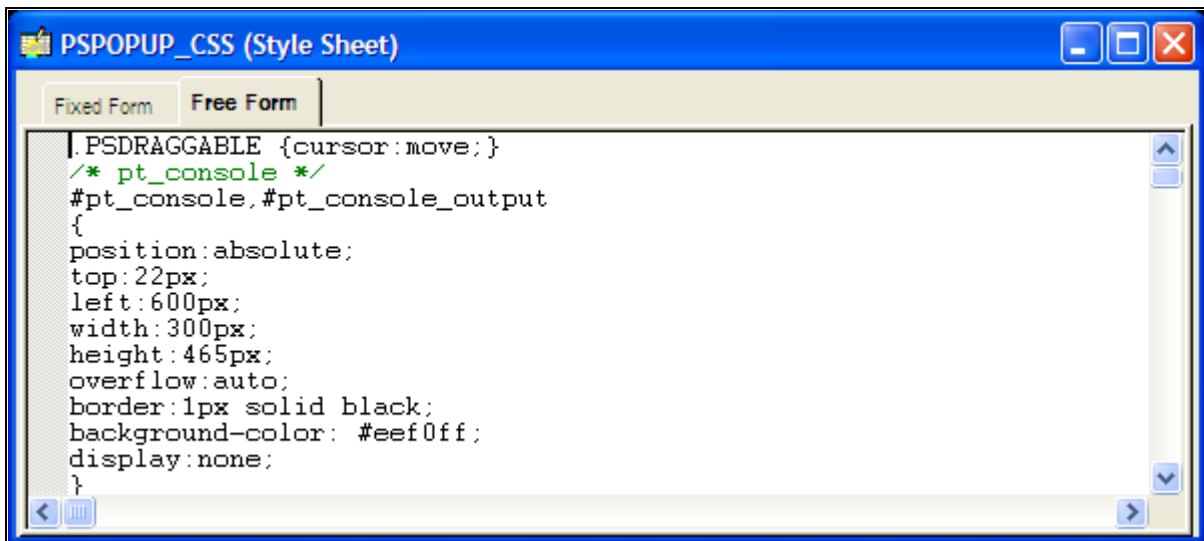 PSPOPUP_CSS (Style Sheet)
Fixed Form Free Form
.PSDRAGGABLE {cursor:move;}
/* pt_console */
#pt_console,#pt_console_output
{
position:absolute;
top:22px;
left:600px;
width:300px;
height:465px;
overflow:auto;
border:1px solid black;
background-color: #eef0ff;
display:none;
}